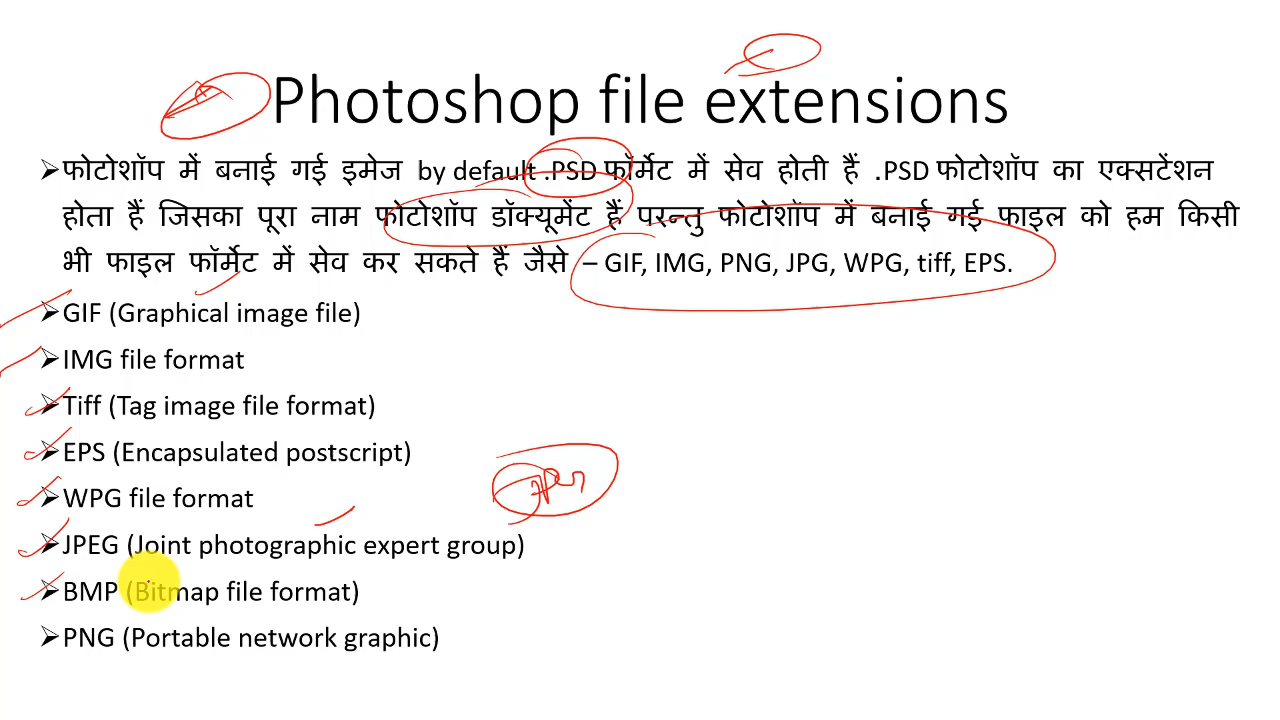 Photoshop file extensions
➢फोटोशॉप में बनाई गई इमेज by default .PSD फॉर्मेट में सेव होती हैं .PSD फोटोशॉप का एक्सटेंशन
होता हैं जिसका पूरा नाम फोटोशॉप डॉक्यूमेंट हैं परन्तु फोटोशॉप में बनाई गई फाइल को हम किसी
भी फाइल फॉर्मेट में सेव कर सकते हैं जैसे – GIF, IMG, PNG, JPG, WPG, tiff, EPS.
➢GIF (Graphical image file)
➢IMG file format
➢Tiff (Tag image file format)
➢EPS (Encapsulated postscript)
➢WPG file format
➢JPEG (Joint photographic expert group)
➢BMP (Bitmap file format)
➢PNG (Portable network graphic)